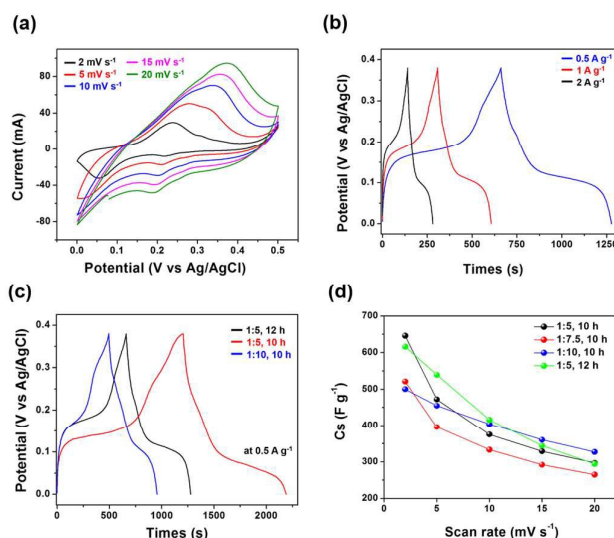 (a)
2 mV s-1
5 mV s-1
10 mV s-1
15 mV s-1
20 mV s-1
80
40
0
-40
-80
Current (mA)
0.0 0.1 0.2 0.3 0.4 0.5
Potential (V vs Ag/AgCl)
(b)
0.5 A g-1
1 A g-1
2 A g-1
0.4
0.3
0.2
0.1
0.0
Potential (V vs Ag/AgCl)
0 250 500 750 1000 1250
Times (s)
(c)
1:5, 12 h
1:5, 10 h
1:10, 10 h
at 0.5 A g-1
0.4
0.3
0.2
0.1
0.0
Potential (V vs Ag/AgCl)
0 500 1000 1500 2000
Times (s)
(d)
1:5, 10 h
1:7.5, 10 h
1:10, 10 h
1:5, 12 h
700
600
500
400
300
200
Cs (F g-1)
5 10 15 20
Scan rate (mV s-1)